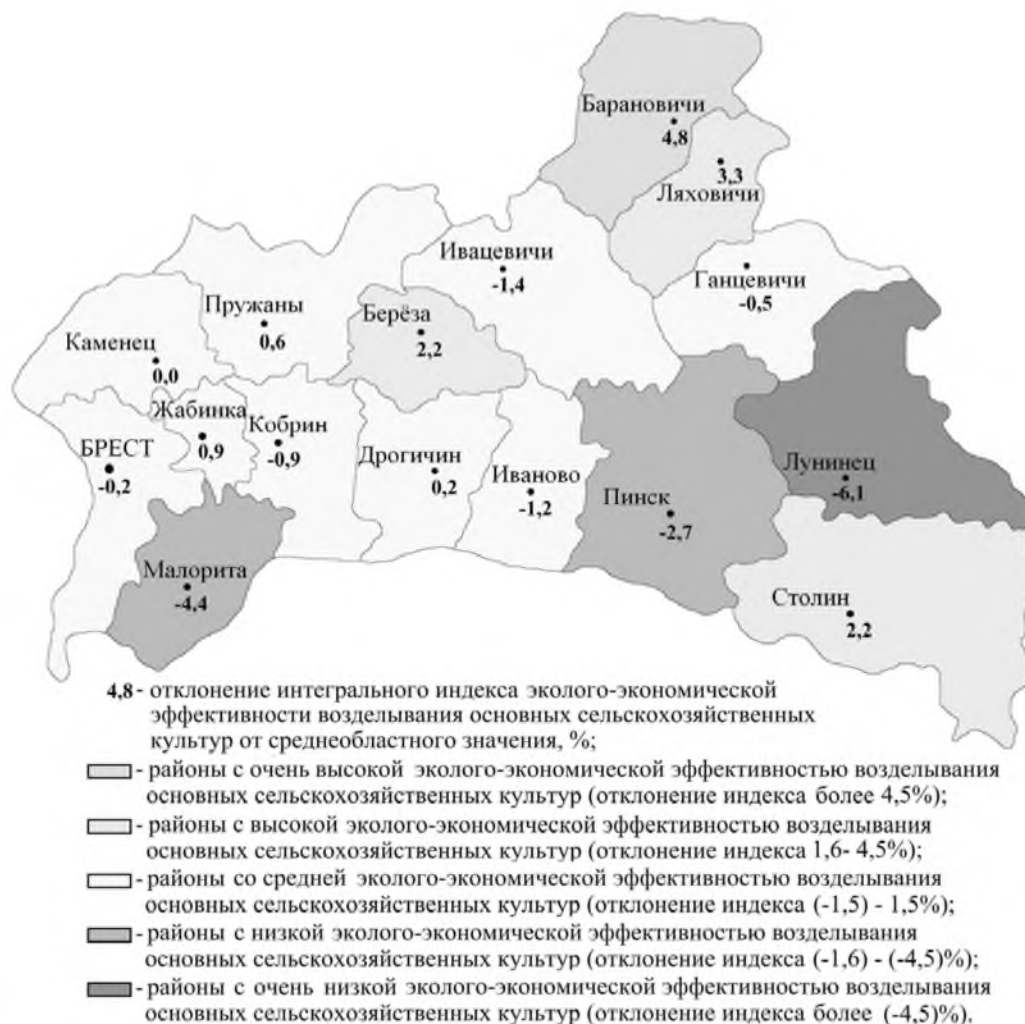 Барановичи
4,8
3,3
Ляховичи
Ивацевичи
-1,4
Ганцевичи
-0,5
Пружаны
0,6
Берёза
2,2
Каменец
0,0
Жабинка
0,9
Кобрин
-0,9
БРЕСТ
-0,2
Дрогичин
0,2
Иваново
-1,2
Пинск
-2,7
Лунинец
-6,1
Малорита
-4,4
Столин
2,2
4,8 - отклонение интегрального индекса эколого-экономической
эффективности возделывания основных сельскохозяйственных
культур от среднеобластного значения, %;
- районы с очень высокой эколого-экономической эффективностью возделывания
основных сельскохозяйственных культур (отклонение индекса более 4,5%);
- районы с высокой эколого-экономической эффективностью возделывания
основных сельскохозяйственных культур (отклонение индекса 1,6- 4,5%);
- районы со средней эколого-экономической эффективностью возделывания
основных сельскохозяйственных культур (отклонение индекса (-1,5) - 1,5%);
- районы с низкой эколого-экономической эффективностью возделывания
основных сельскохозяйственных культур (отклонение индекса (-1,6) - (-4,5)%);
- районы с очень низкой эколого-экономической эффективностью возделывания
основных сельскохозяйственных культур (отклонение индекса более (-4,5)%).